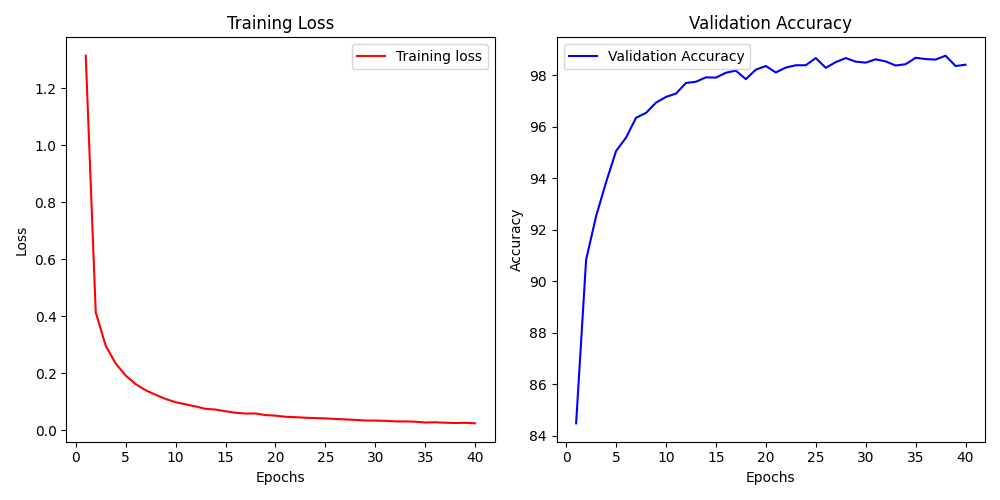 Training Loss
Training loss
1.2
1.0
0.8
0.6
0.4
0.2
0.0
Loss
0 5 10 15 20 25 30 35 40
Epochs
Validation Accuracy
Validation Accuracy
98
96
94
92
90
88
86
84
Accuracy
0 5 10 15 20 25 30 35 40
Epochs